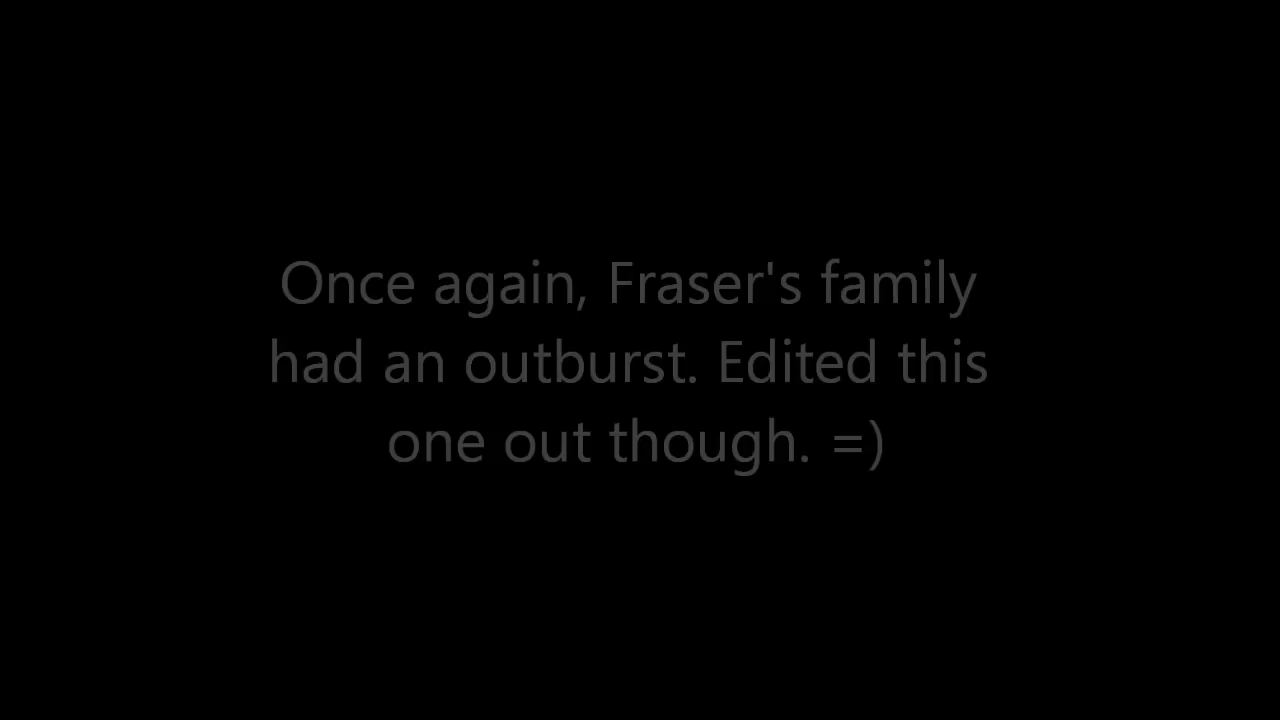 Once again, Fraser's family
had an outburst. Edited this
one out though. =)